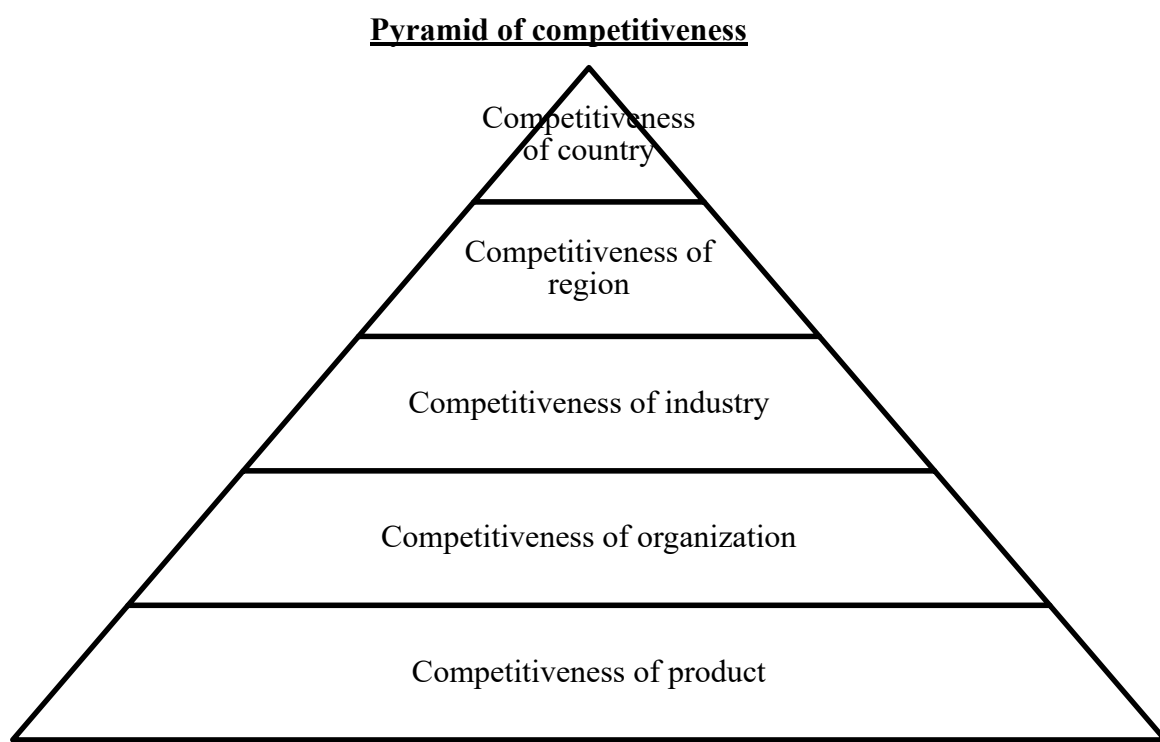 Pyramid of competitiveness
Competitiveness
of country
Competitiveness of
region
Competitiveness of industry
Competitiveness of organization
Competitiveness of product